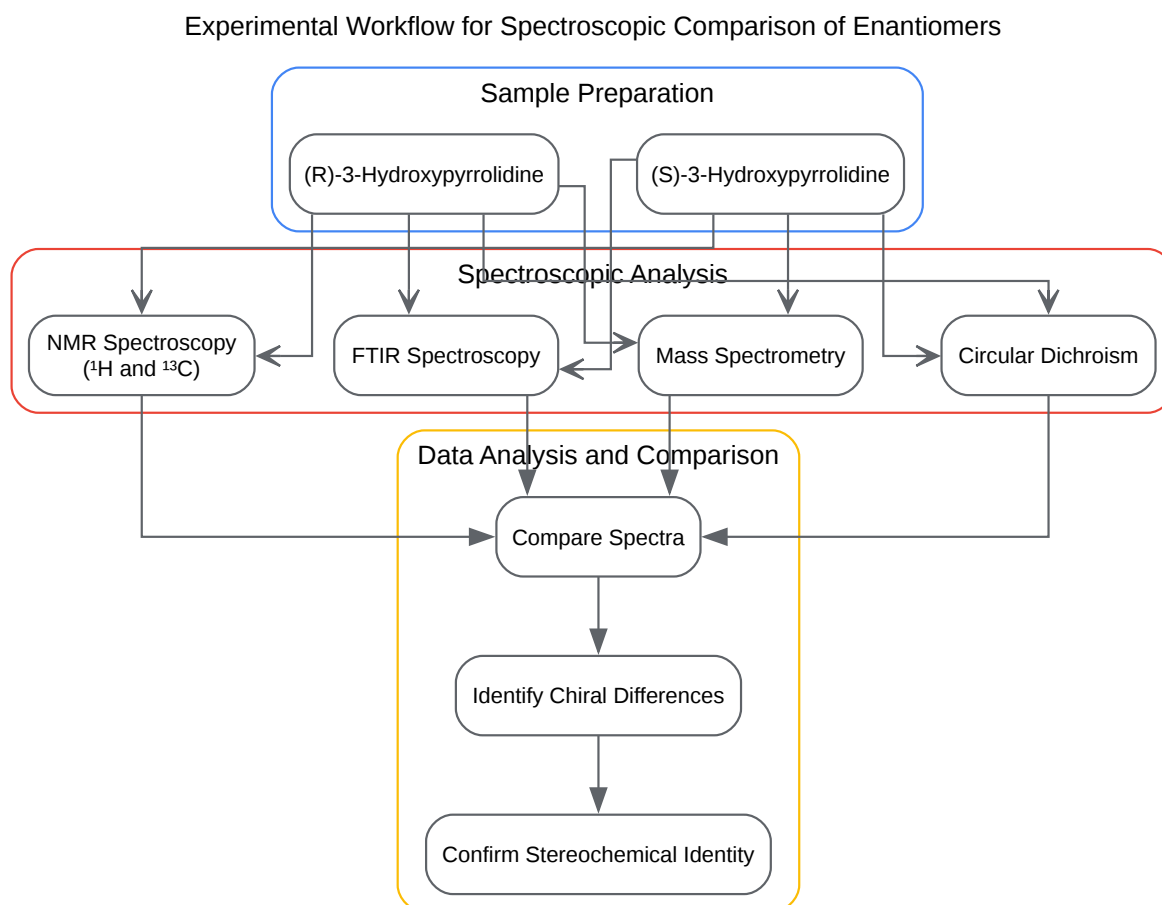 Experimental Workflow for Spectroscopic Comparison of Enantiomers
Sample Preparation
(R)-3-Hydroxypyrrolidine
(S)-3-Hydroxypyrrolidine
Spectroscopic Analysis
NMR Spectroscopy
(¹H and ¹³C)
FTIR Spectroscopy
Mass Spectrometry
Circular Dichroism
Data Analysis and Comparison
Compare Spectra
Identify Chiral Differences
Confirm Stereochemical Identity